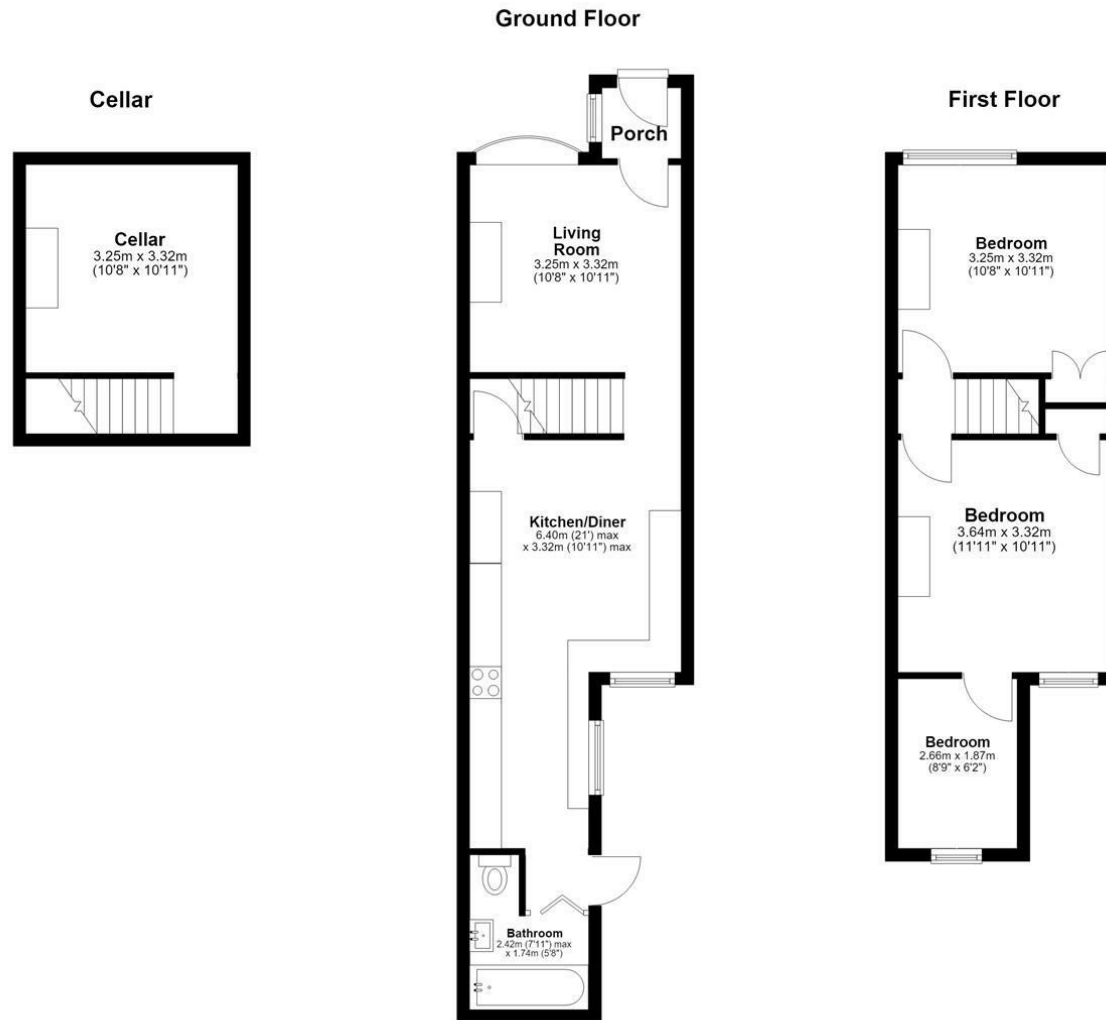 Ground Floor
Cellar
First Floor
Porch
Cellar
3.25m x 3.32m
(10'8" x 10'11")
Living
Room
3.25m x 3.32m
(10'8" x 10'11")
Bedroom
3.25m x 3.32m
(10'8" x 10'11")
Kitchen/Diner
6.40m (21') max
x 3.32m (10'11") max
Bedroom
3.64m x 3.32m
(11'11" x 10'11")
Bedroom
2.66m x 1.87m
(8'9" x 6'2")
Bathroom
2.42m (7'11") max
x 1.74m (5'8")